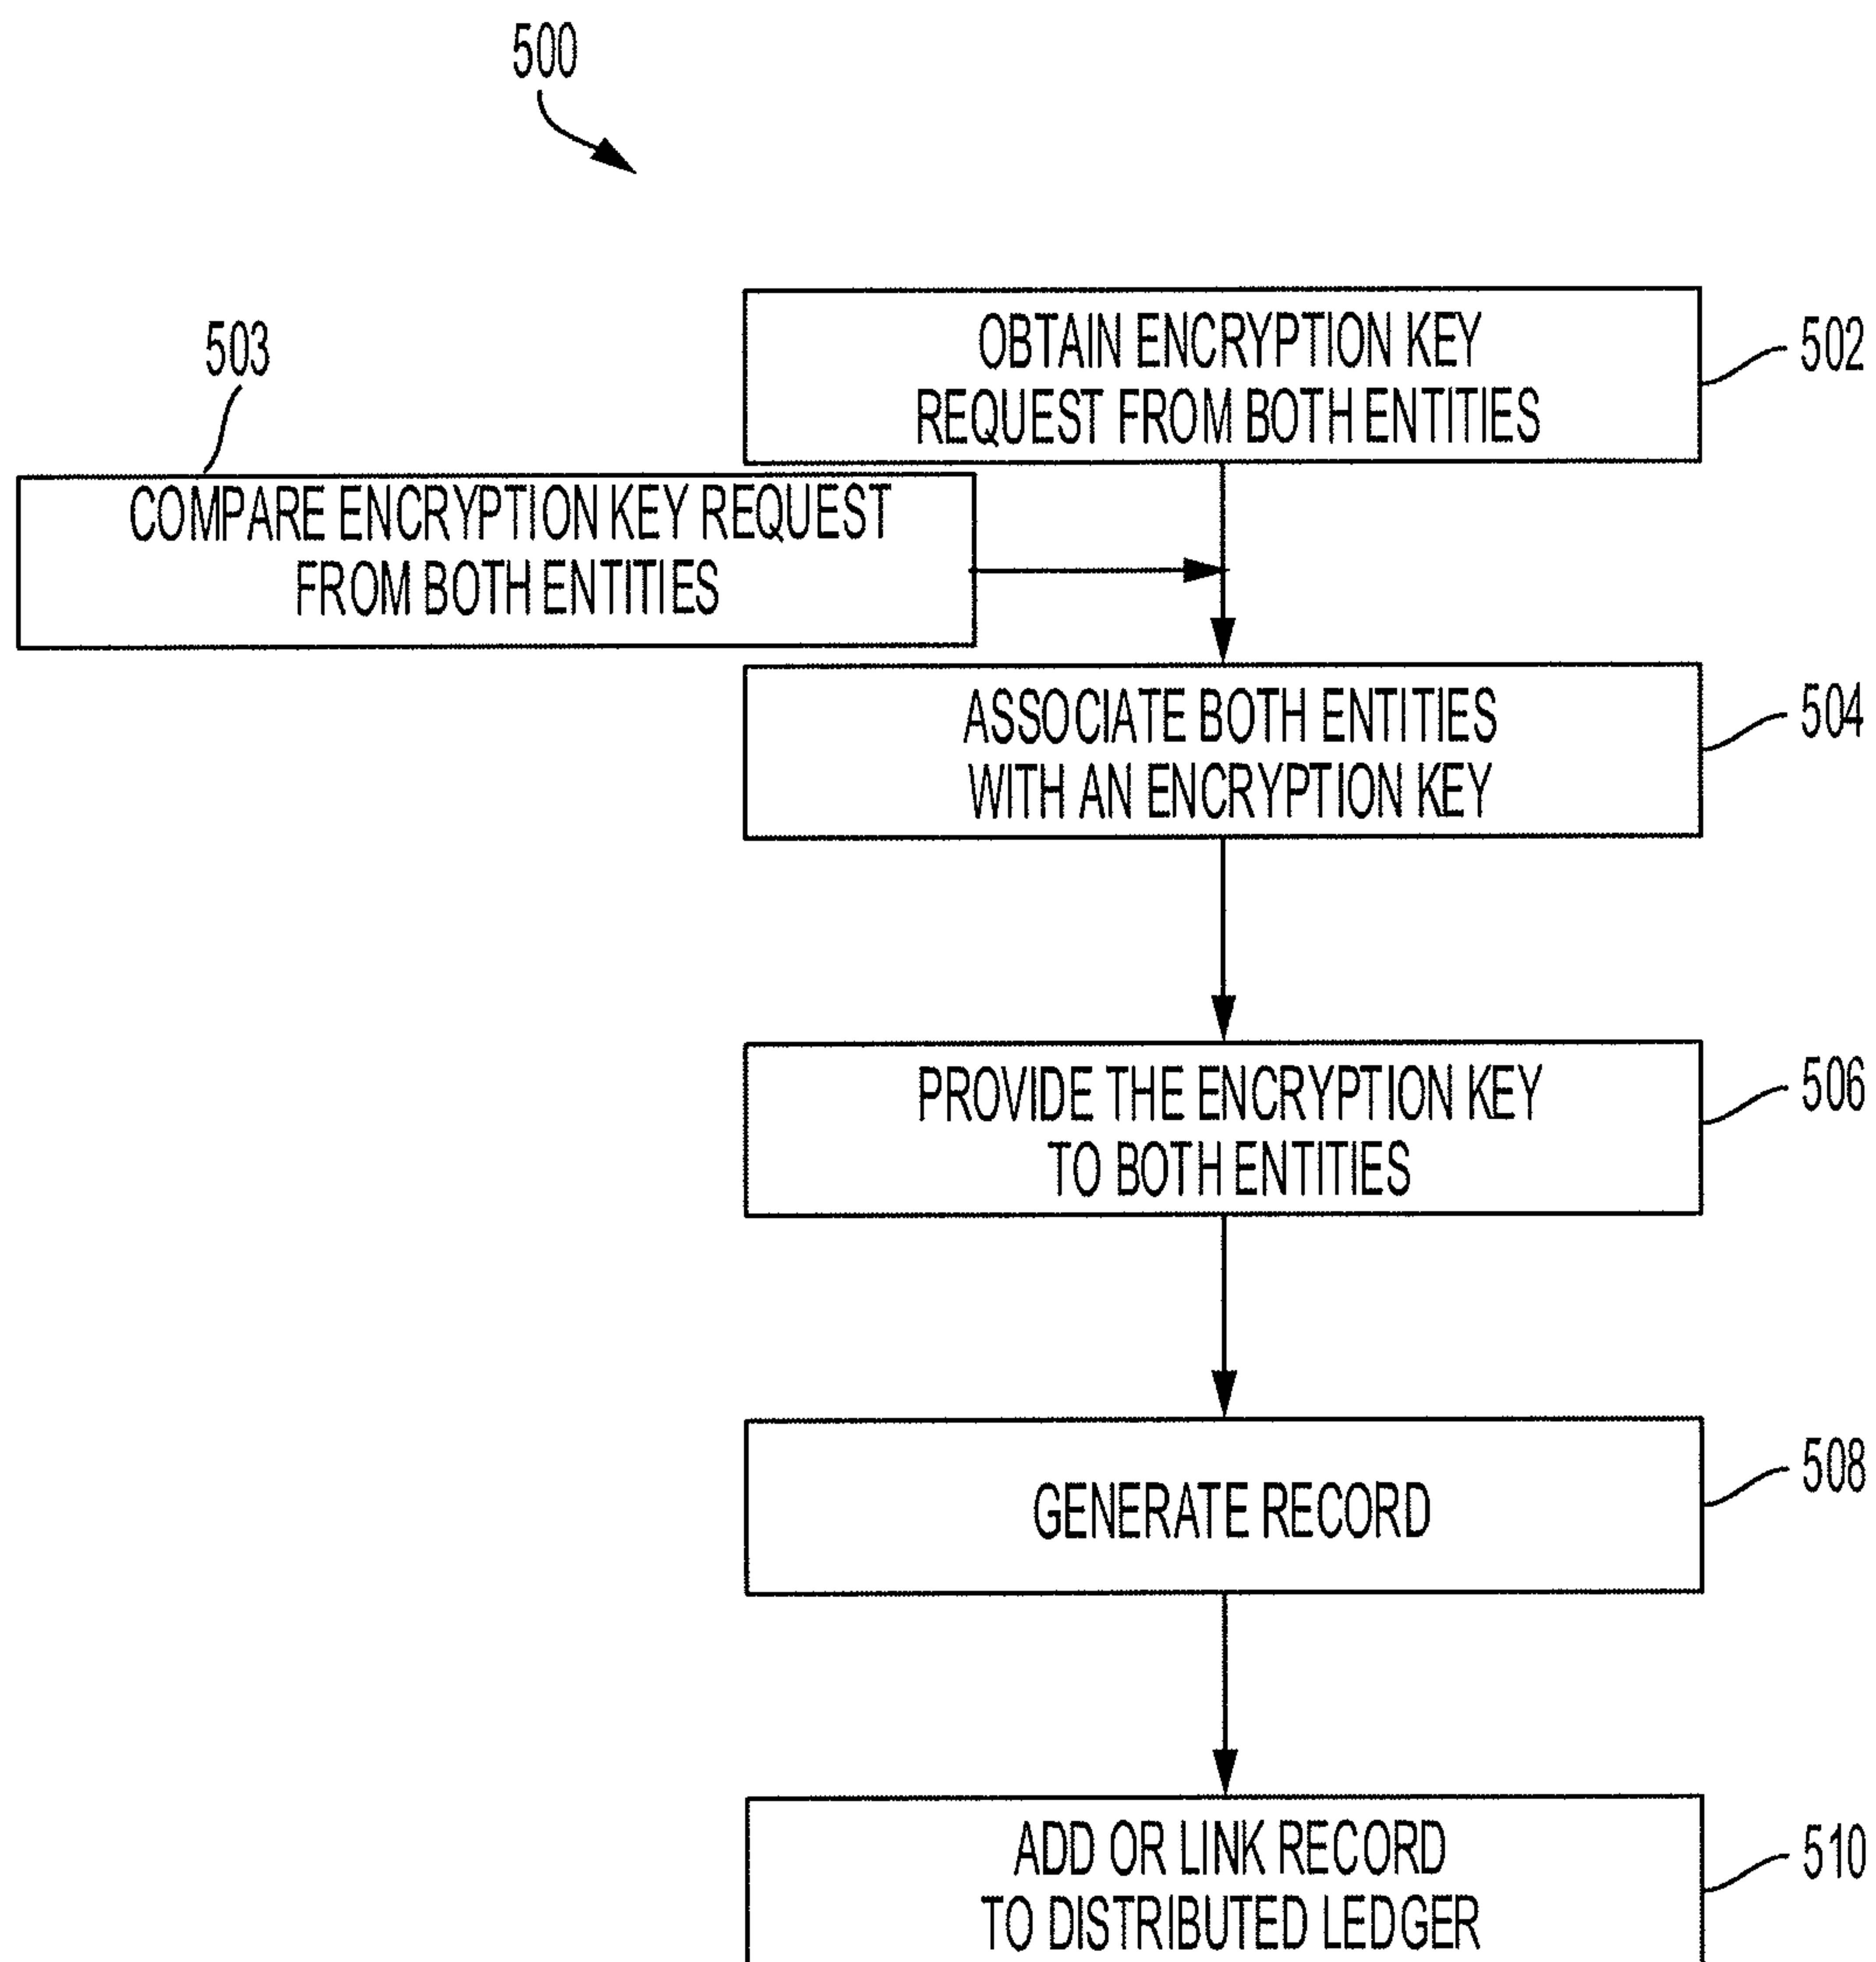 500
OBTAIN ENCRYPTION KEY
REQUEST FROM BOTH ENTITIES
502
503
COMPARE ENCRYPTION KEY REQUEST
FROM BOTH ENTITIES
ASSOCIATE BOTH ENTITIES
WITH AN ENCRYPTION KEY
504
PROVIDE THE ENCRYPTION KEY
TO BOTH ENTITIES
506
GENERATE RECORD
508
ADD OR LINK RECORD
TO DISTRIBUTED LEDGER
510